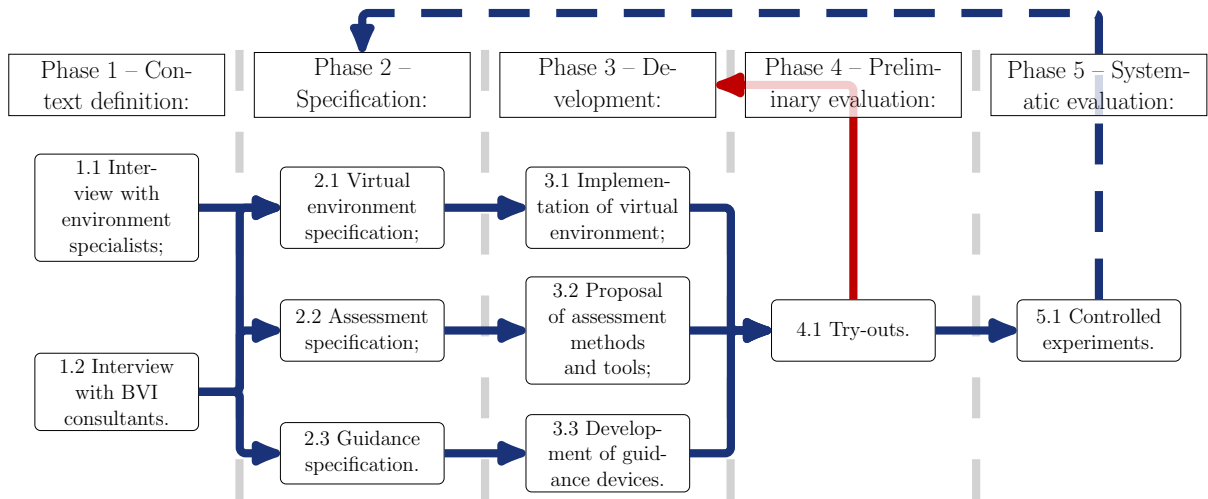 Phase 1 – Con-
text definition:
Phase 2 –
Specification:
Phase 3 – De-
velopment:
Phase 4 – Prelim-
inary evaluation:
Phase 5 – System-
atic evaluation:
1.1 Inter-
view with
environment
specialists;
1.2 Interview
with BVI
consultants.
2.1 Virtual
environment
specification;
2.2 Assessment
specification;
2.3 Guidance
specification.
3.1 Implemen-
tation of virtual
environment;
3.2 Proposal
of assessment
methods
and tools;
3.3 Develop-
ment of guid-
ance devices.
4.1 Try-outs.
5.1 Controlled
experiments.